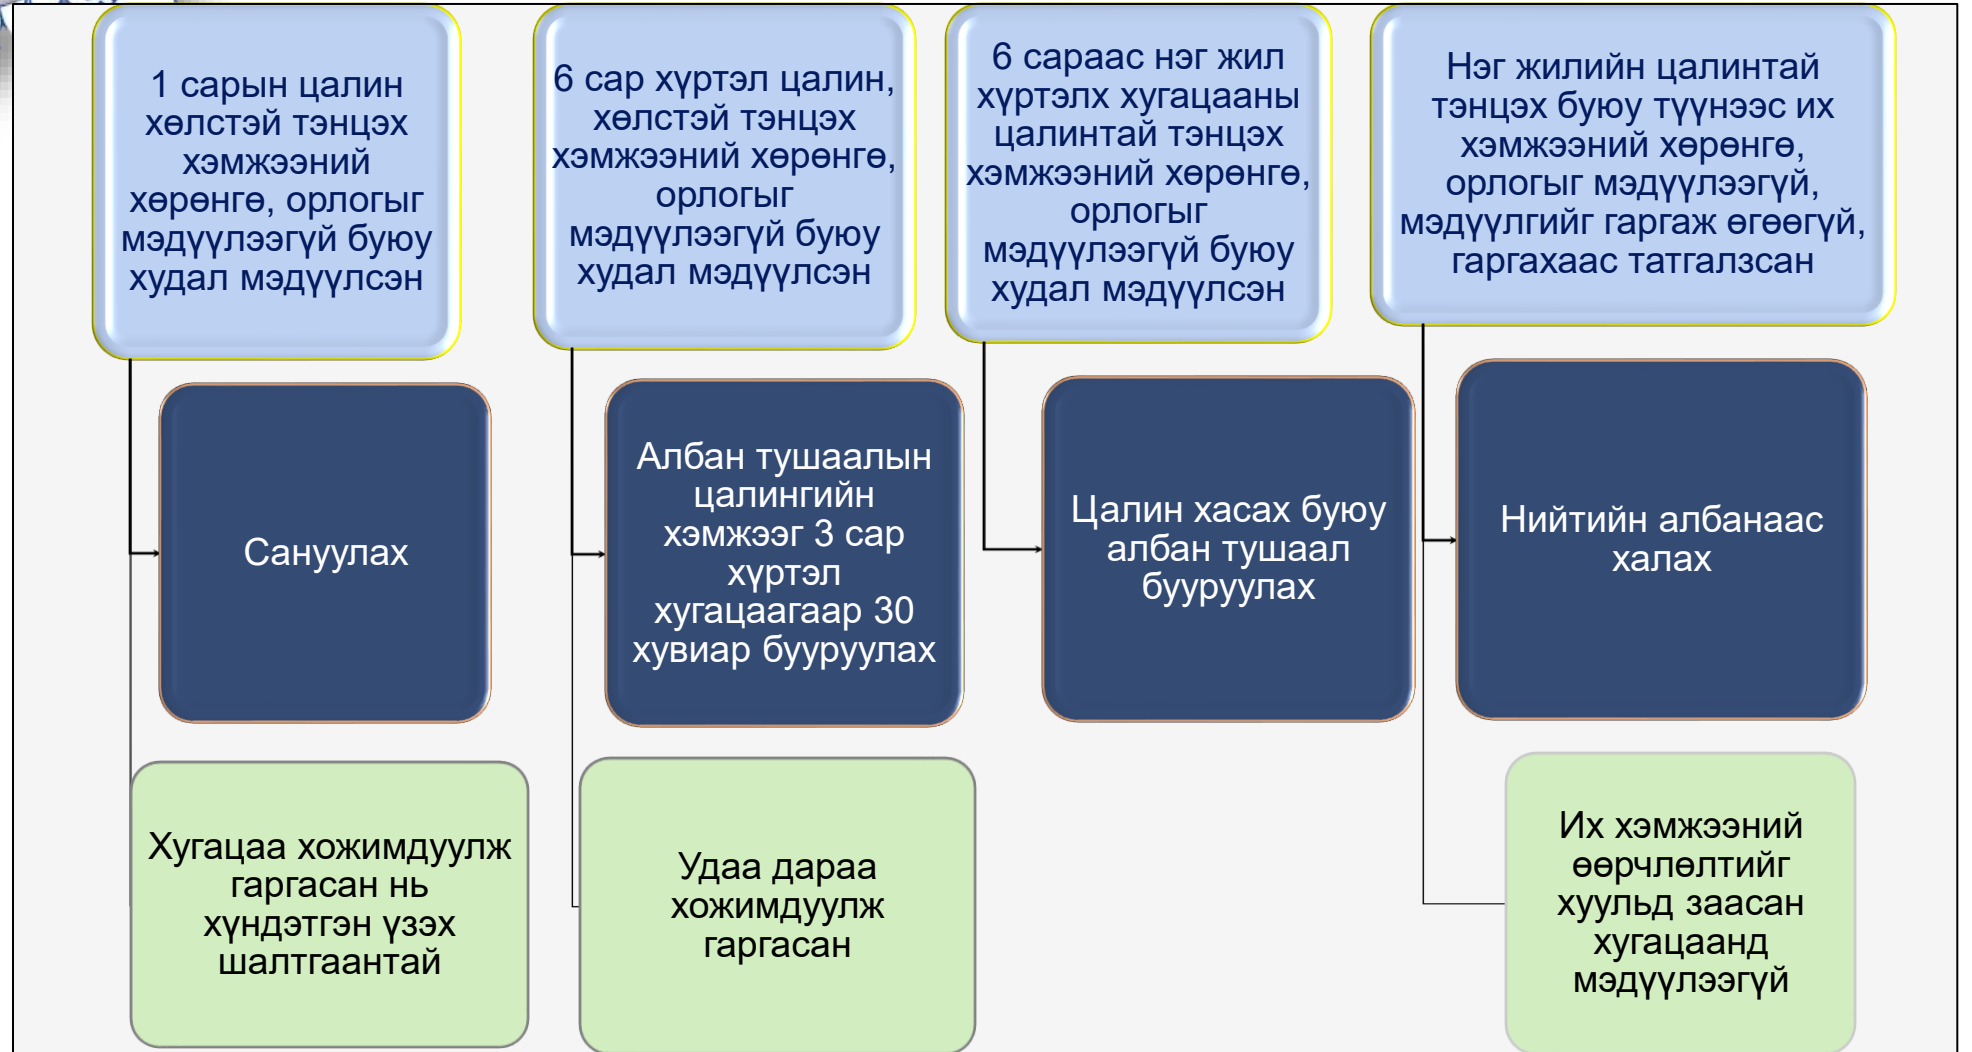 1 сарын цалин
хөлстэй тэнцэх
хэмжээний
хөрөнгө, орлогыг
мэдүүлээгүй буюу
худал мэдүүлсэн
Сануулах
Хугацаа хожимдуулж
гаргасан нь
хүндэтгэн үзэх
шалтгаантай
6 сар хүртэл цалин,
хөлстэй тэнцэх
хэмжээний хөрөнгө,
орлогыг
мэдүүлээгүй буюу
худал мэдүүлсэн
Албан тушаалын
цалингийн
хэмжээг 3 сар
хүртэл
хугацаагаар 30
хувиар бууруулах
Удаа дараа
хожимдуулж
гаргасан
6 сараас нэг жил
хүртэлх хугацааны
цалинтай тэнцэх
хэмжээний хөрөнгө,
орлогыг
мэдүүлээгүй буюу
худал мэдүүлсэн
Цалин хасах буюу
албан тушаал
бууруулах
Нэг жилийн цалинтай
тэнцэх буюу түүнээс их
хэмжээний хөрөнгө,
орлогыг мэдүүлээгүй,
мэдүүлгийг гаргаж өгөөгүй,
гаргахаас татгалзсан
Нийтийн албанаас
халах
Их хэмжээний
өөрчлөлтийг
хуульд заасан
хугацаанд
мэдүүлээгүй